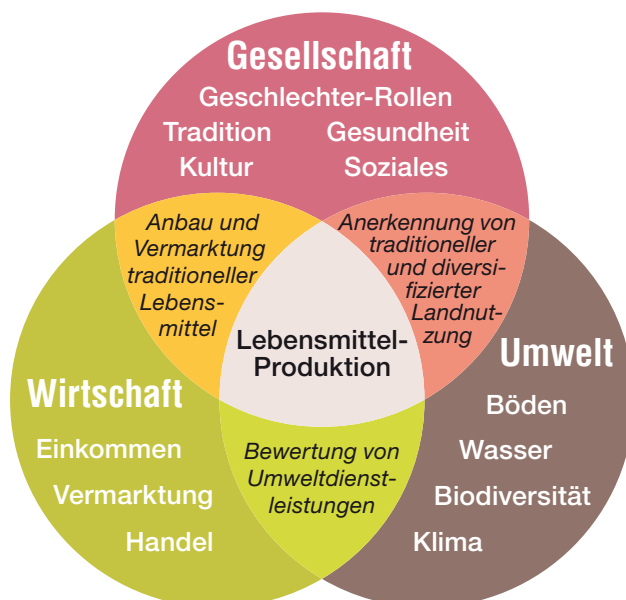 Gesellschaft
Geschlechter-Rollen
Tradition Gesundheit
Kultur Soziales
Anbau und
Vermarktung
traditioneller
Lebens-
mittel
Anerkennung von
traditioneller
und diversi-
fizierter
Landnut-
zung
Lebensmittel-
Produktion
Wirtschaft
Einkommen
Vermarktung
Handel
Umwelt
Böden
Wasser
Biodiversität
Klima
Bewertung von
Umweltdienst-
leistungen